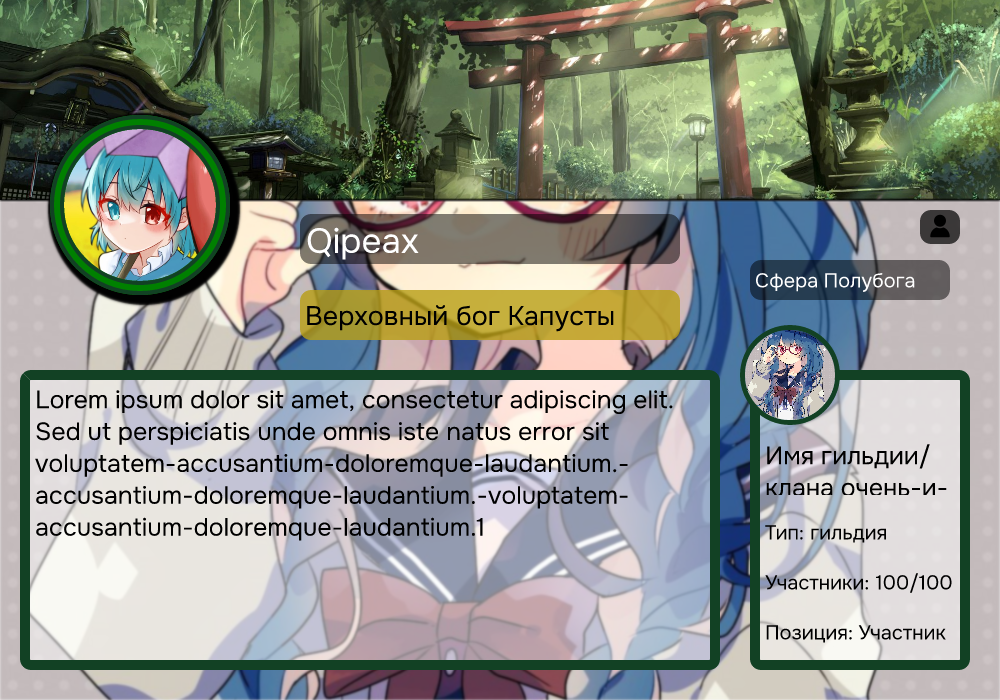 Qipeax
Верховный бог Капусты
Сфера Полубога
Lorem ipsum dolor sit amet, consectetur adipiscing elit.
Sed ut perspiciatis unde omnis iste natus error sit
voluptatem-accusantium-doloremque-laudantium.-
accusantium-doloremque-laudantium.-voluptatem-
accusantium-doloremque-laudantium.1
Имя гильдии/
клана очень-и-
Тип: гильдия
Участники: 100/100
Позиция: Участник